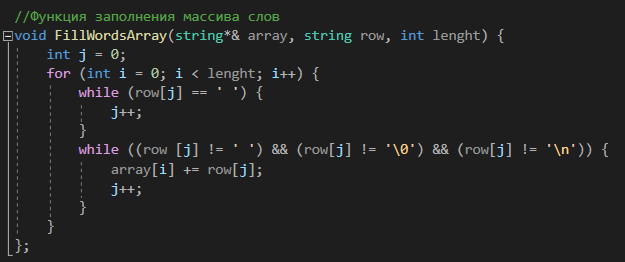 //Функция заполнения массива слов
void FillWordsArray(string*& array, string row, int lenght) {
    int j = 0;
    for (int i = 0; i < lenght; i++) {
        while (row[j] == ' ') {
            j++;
        }
        while ((row [j] != ' ') && (row[j] != '\0') && (row[j] != '\n')) {
            array[i] += row[j];
            j++;
        }
    }
};